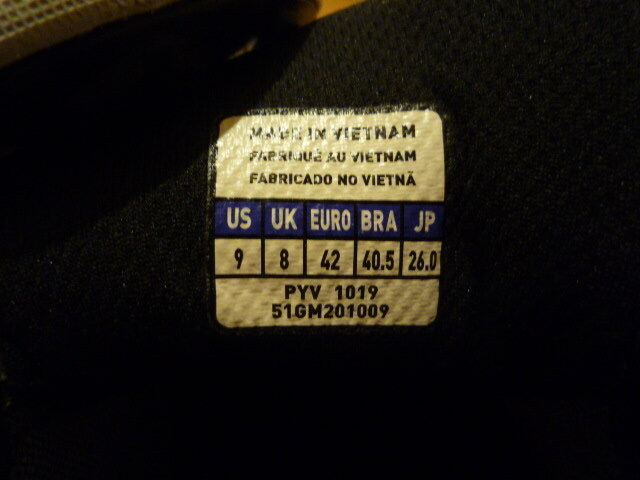 MADE IN VIETNAM
FABRIQUÉ AU VIETNAM
FABRICADO NO VIETNÃ
US UK EURO BRA JP
9 8 42 40.5 26.0
PYV 1019
51GM201009